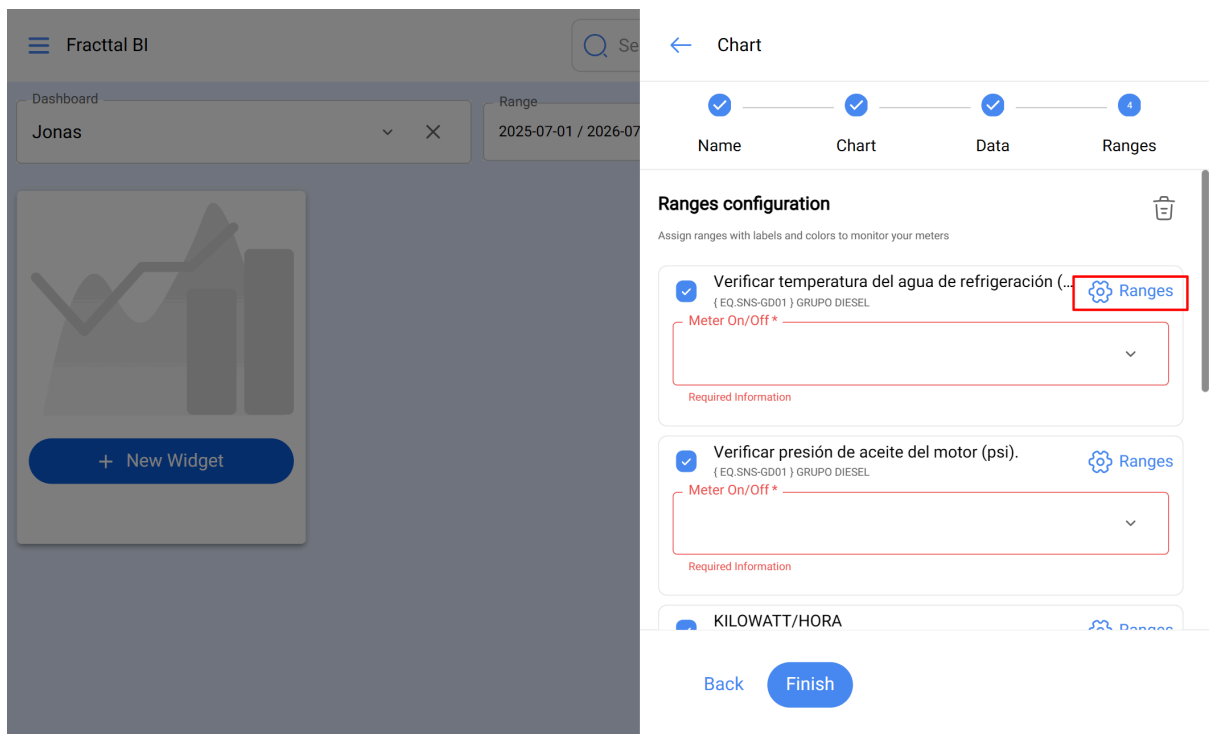 Fracttal BI
Se
Dashboard
Jonas
Range
2025-07-01 / 2026-07
+ New Widget
Chart
4
Name
Chart
Data
Ranges
Ranges configuration
Assign ranges with labels and colors to monitor your meters
Verificar temperatura del agua de refrigeración (...
{ EQ.SNS-GD01 } GRUPO DIESEL
Ranges
Meter On/Off *
Required Information
Verificar presión de aceite del motor (psi).
{ EQ.SNS-GD01 } GRUPO DIESEL
Ranges
Meter On/Off *
Required Information
KILOWATT/HORA
Ranges
Back
Finish